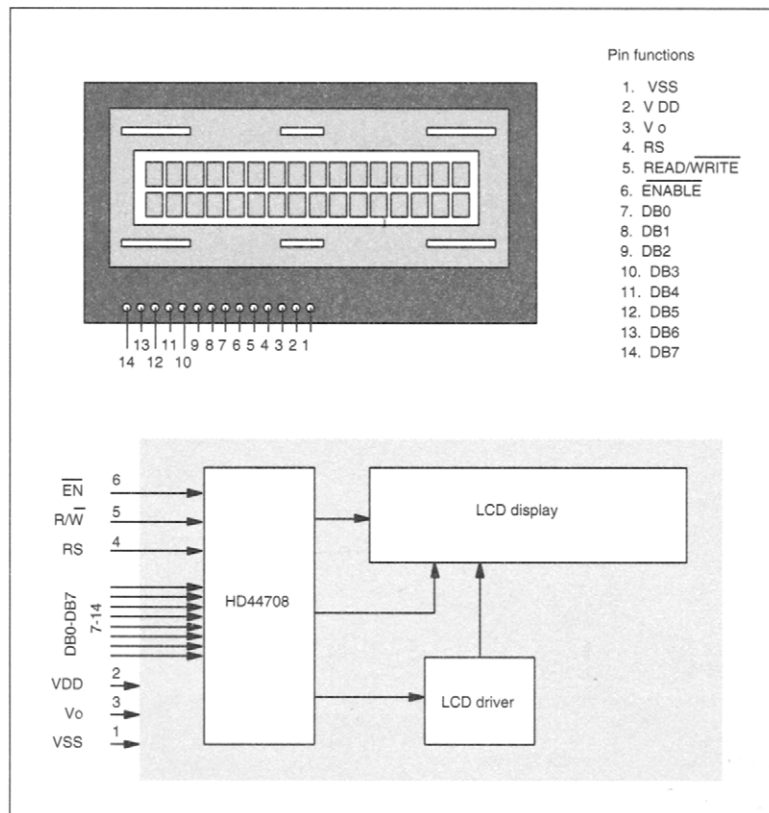 Pin functions
1. VSS
2. V DD
3. V o
4. RS
5. READ/W̅R̅I̅T̅E̅
6. E̅N̅A̅B̅L̅E̅
7. DB0
8. DB1
9. DB2
10. DB3
11. DB4
12. DB5
13. DB6
14. DB7
13 11 9 8 7 6 5 4 3 2 1
14 12 10
E̅N̅ 6
R/W̅ 5
RS 4
DB0-DB7
7-14
VDD 2
Vo 3
VSS 1
HD44708
LCD display
LCD driver